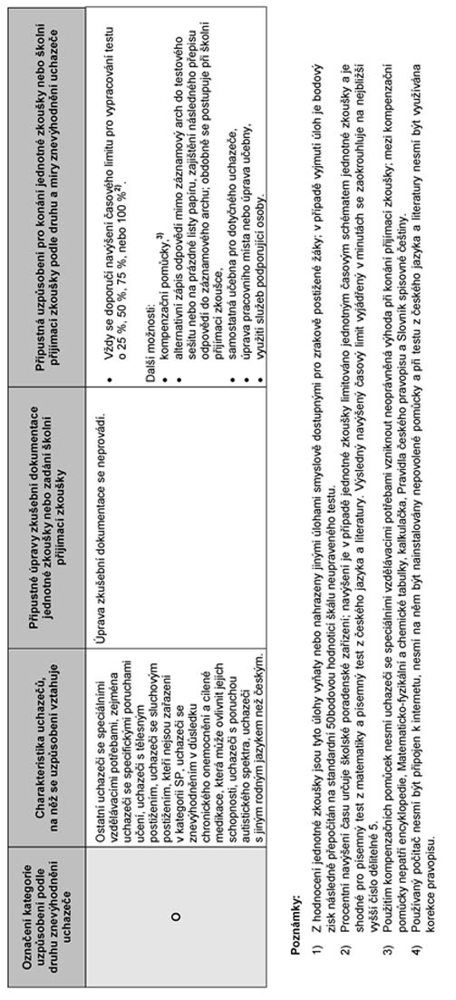 Označení kategorie
uzpůsobení podle
druhu znevýhodnění
uchazeče
Charakteristika uchazečů,
na něž se uzpůsobení vztahuje
Přípustné úpravy zkušební dokumentace
jednotné zkoušky nebo zadání školní
přijímací zkoušky
Přípustná uzpůsobení pro konání jednotné zkoušky nebo školní
přijímací zkoušky podle druhu a míry znevýhodnění uchazeče
O
Ostatní uchazeči se speciálními
vzdělávacími potřebami, zejména
uchazeči se specifickými poruchami
učení, uchazeči s tělesným
postižením, uchazeči se sluchovým
postižením, kteří nejsou zařazeni
v kategorii SP, uchazeči se
znevýhodněním v důsledku
chronického onemocnění a cílené
medikace, která může ovlivnit jejich
schopnosti, uchazeči s poruchou
autistického spektra, uchazeči
s jiným rodným jazykem než českým.
Úprava zkušební dokumentace se neprovádí.
• Vždy se doporučí navýšení časového limitu pro vypracování testu
o 25 %, 50 %, 75 %, nebo 100 %2).
Další možnosti:
• kompenzační pomůcky,3)
• alternativní zápis odpovědí mimo záznamový arch do testového
sešitu nebo na prázdné listy papíru, zajištění následného přepisu
odpovědí do záznamového archu; obdobně se postupuje při školní
přijímací zkoušce,
• samostatná učebna pro dotyčného uchazeče,
• úprava pracovního místa nebo úprava učebny,
• využití služeb podporující osoby.
Poznámky:
1) Z hodnocení jednotné zkoušky jsou tyto úlohy vyňaty nebo nahrazeny jinými úlohami smyslově dostupnými pro zrakově postižené žáky; v případě vyjmutí úloh je bodový
zisk následně přepočítán na standardní 50bodovou hodnotící škálu neupraveného testu.
2) Procentní navýšení času určuje školské poradenské zařízení; navýšení je v případě jednotné zkoušky limitováno jednotným časovým schématem jednotné zkoušky a je
shodné pro písemný test z matematiky a písemný test z českého jazyka a literatury. Výsledný navýšený časový limit vyjádřený v minutách se zaokrouhluje na nejbližší
vyšší číslo dělitelné 5.
3) Použitím kompenzačních pomůcek nesmí uchazeči se speciálními vzdělávacími potřebami vzniknout neoprávněná výhoda při konání přijímací zkoušky; mezi kompenzační
pomůcky nepatří encyklopedie, Matematicko-fyzikální a chemické tabulky, kalkulačka, Pravidla českého pravopisu a Slovník spisovné češtiny.
4) Používaný počítač nesmí být připojen k internetu, nesmí na něm být nainstalovány nepovolené pomůcky a při testu z českého jazyka a literatury nesmí být využívána
korekce pravopisu.